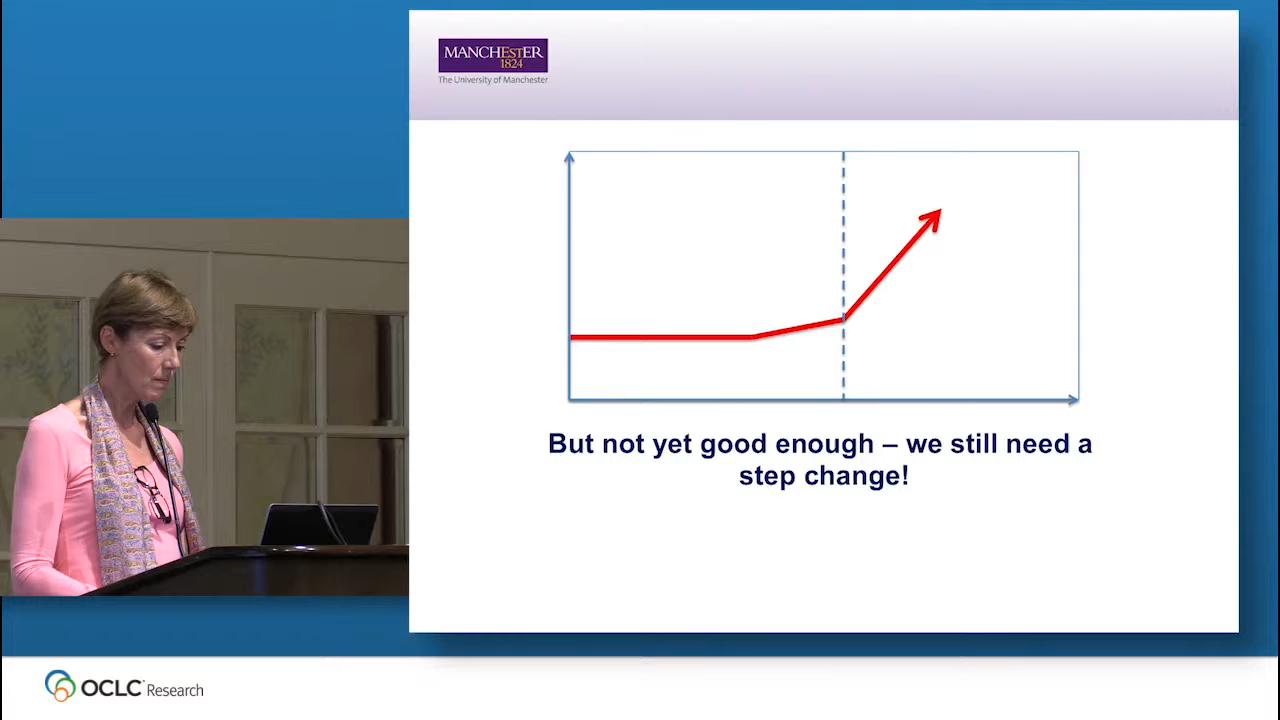 MANCHESTER
1824
The University of Manchester
But not yet good enough – we still need a
step change!
OCLC Research